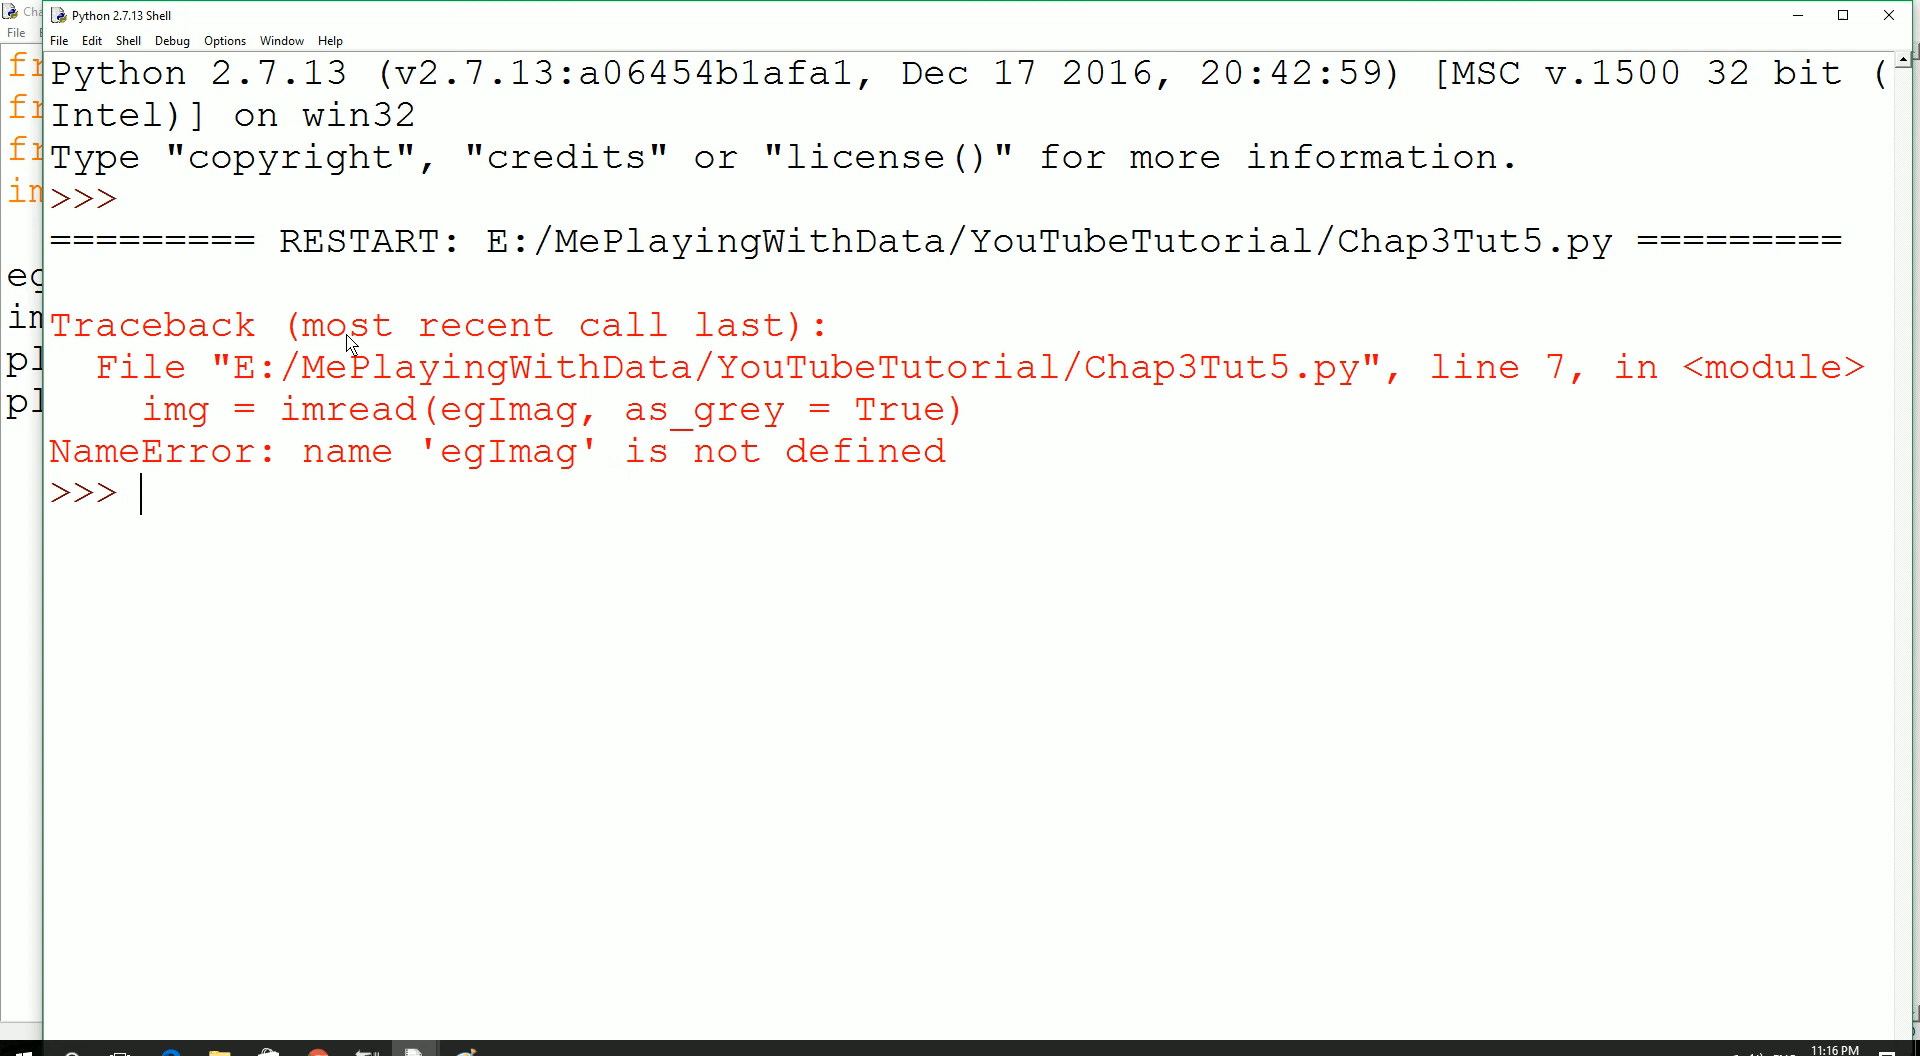 Python 2.7.13 Shell
File Edit Shell Debug Options Window Help
File
Python 2.7.13 (v2.7.13:a06454b1afa1, Dec 17 2016, 20:42:59) [MSC v.1500 32 bit (
Intel)] on win32
Type "copyright", "credits" or "license()" for more information.
>>>
========= RESTART: E:/MePlayingWithData/YouTubeTutorial/Chap3Tut5.py =========
Traceback (most recent call last):
File "E:/MePlayingWithData/YouTubeTutorial/Chap3Tut5.py", line 7, in <module>
img = imread(egImag, as_grey = True)
NameError: name 'egImag' is not defined
>>>
11:16 PM